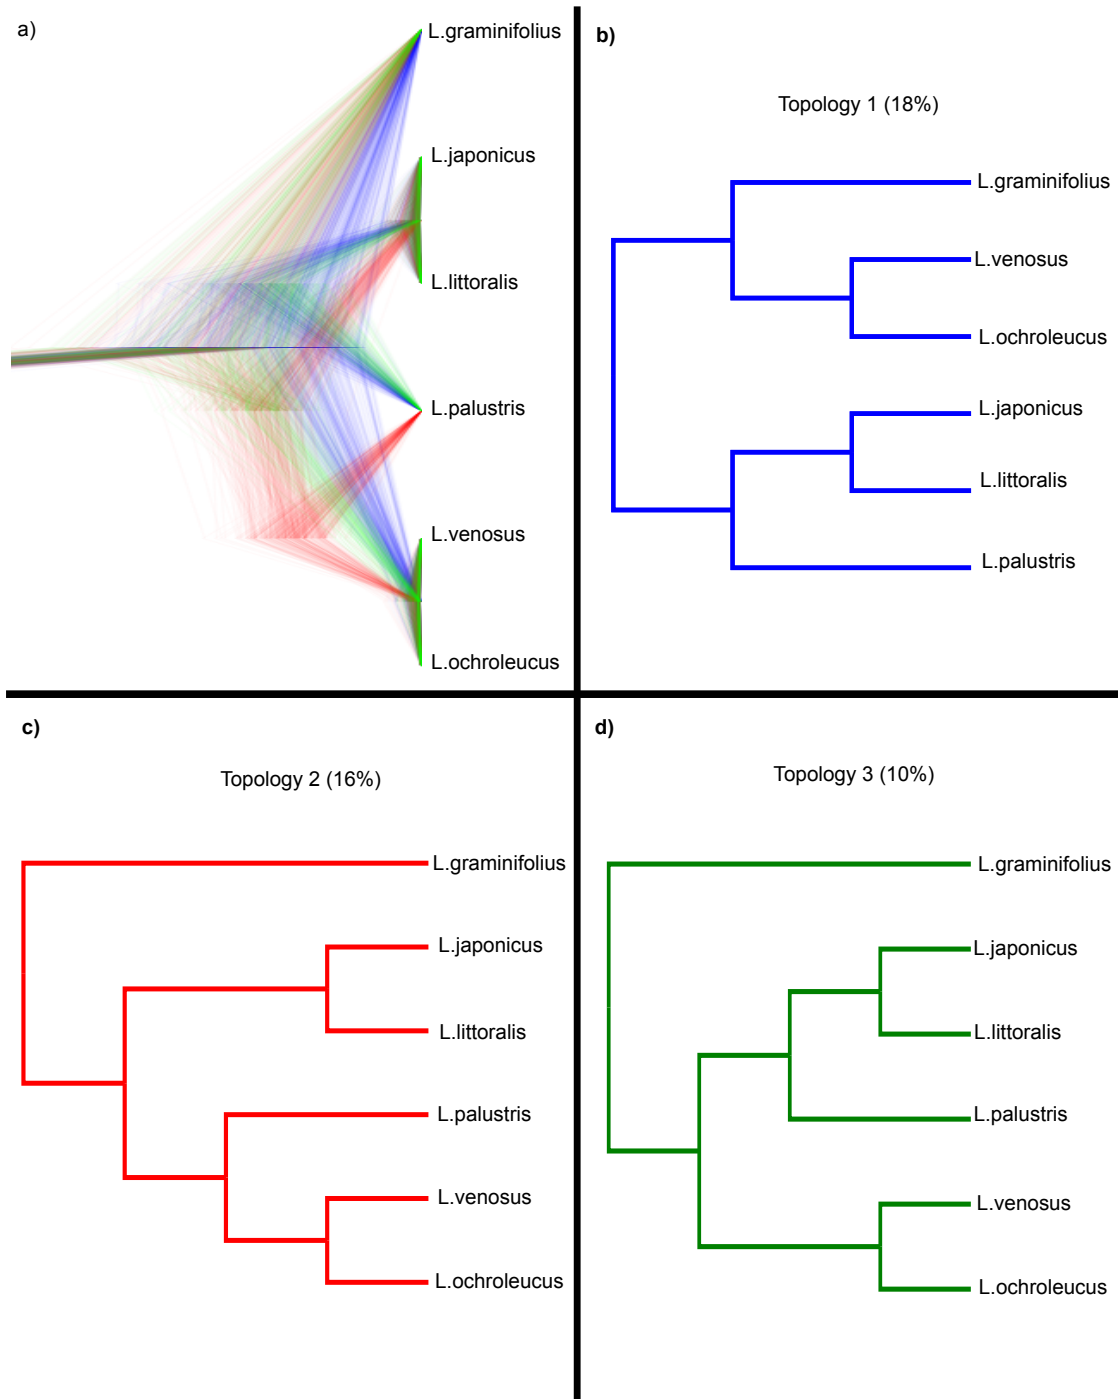 a)
L.graminifolius
L.japonicus
L.littoralis
L.palustris
L.venosus
L.ochroleucus
b)
Topology 1 (18%)
L.graminifolius
L.venosus
L.ochroleucus
L.japonicus
L.littoralis
L.palustris
c)
Topology 2 (16%)
L.graminifolius
L.japonicus
L.littoralis
L.palustris
L.venosus
L.ochroleucus
d)
Topology 3 (10%)
L.graminifolius
L.japonicus
L.littoralis
L.palustris
L.venosus
L.ochroleucus